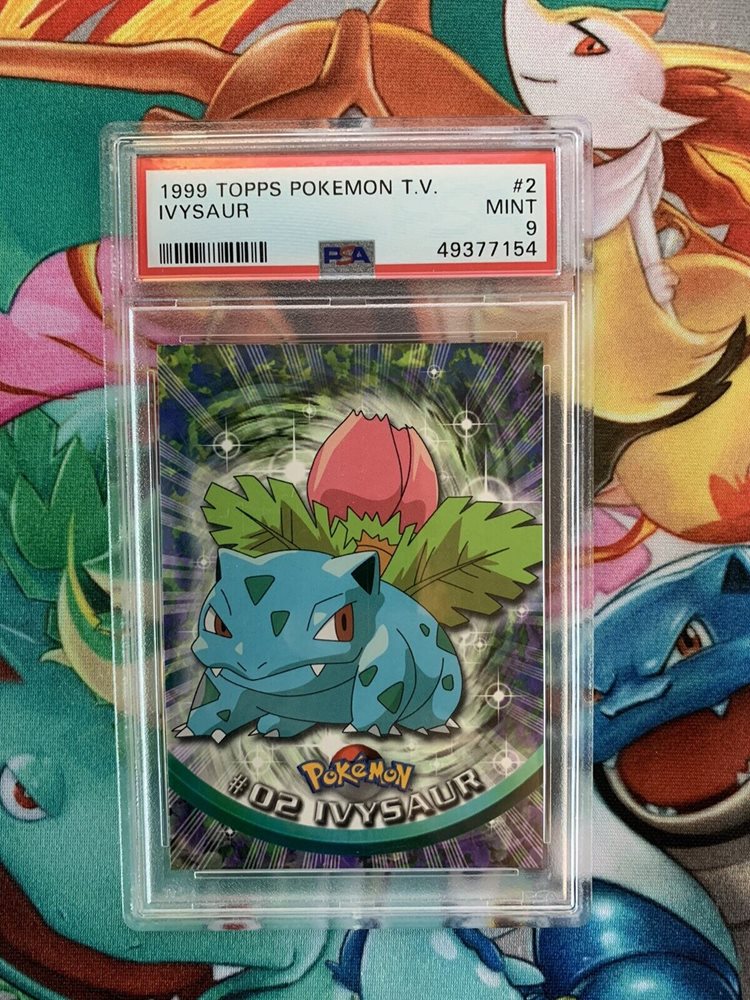 1999 TOPPS POKEMON T.V. #2
IVYSAUR MINT
9
49377154
PSA
POKéMON
#02 IVYSAUR